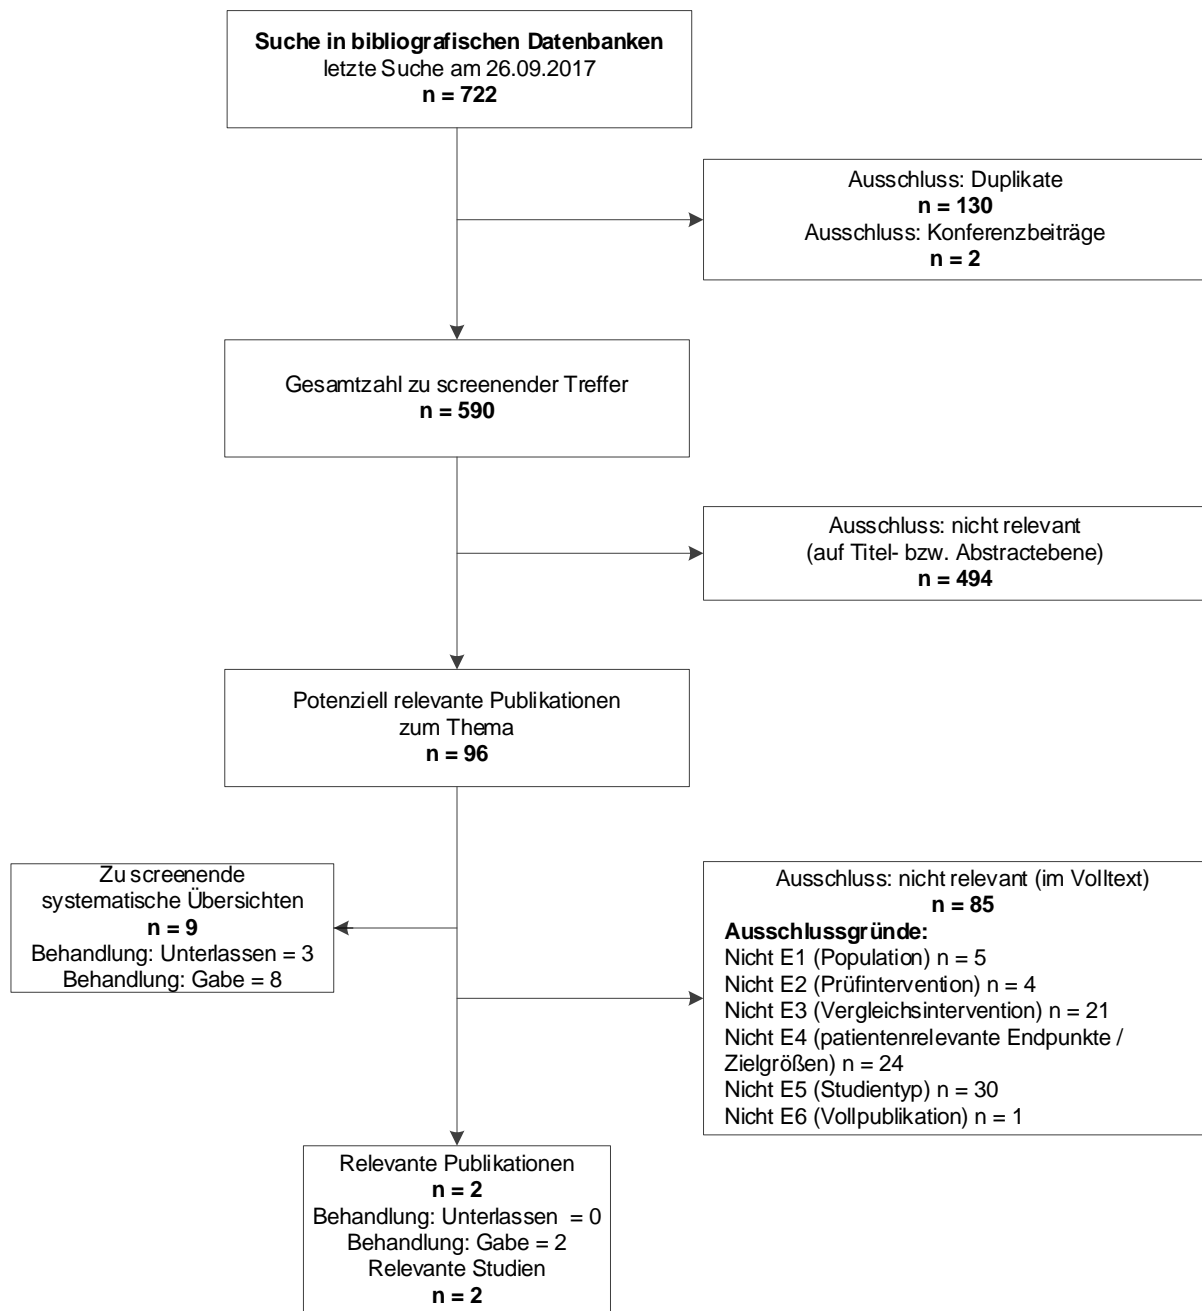 Suche in bibliografischen Datenbanken
letzte Suche am 26.09.2017
n = 722
Ausschluss: Duplikate
n = 130
Ausschluss: Konferenzbeiträge
n = 2
Gesamtzahl zu screenender Treffer
n = 590
Ausschluss: nicht relevant
(auf Titel- bzw. Abstractebene)
n = 494
Potenziell relevante Publikationen
zum Thema
n = 96
Zu screenende
systematische Übersichten
n = 9
Behandlung: Unterlassen = 3
Behandlung: Gabe = 8
Ausschluss: nicht relevant (im Volltext)
n = 85
Ausschlussgründe:
Nicht E1 (Population) n = 5
Nicht E2 (Prüfintervention) n = 4
Nicht E3 (Vergleichsintervention) n = 21
Nicht E4 (patientenrelevante Endpunkte /
Zielgrößen) n = 24
Nicht E5 (Studientyp) n = 30
Nicht E6 (Vollpublikation) n = 1
Relevante Publikationen
n = 2
Behandlung: Unterlassen = 0
Behandlung: Gabe = 2
Relevante Studien
n = 2